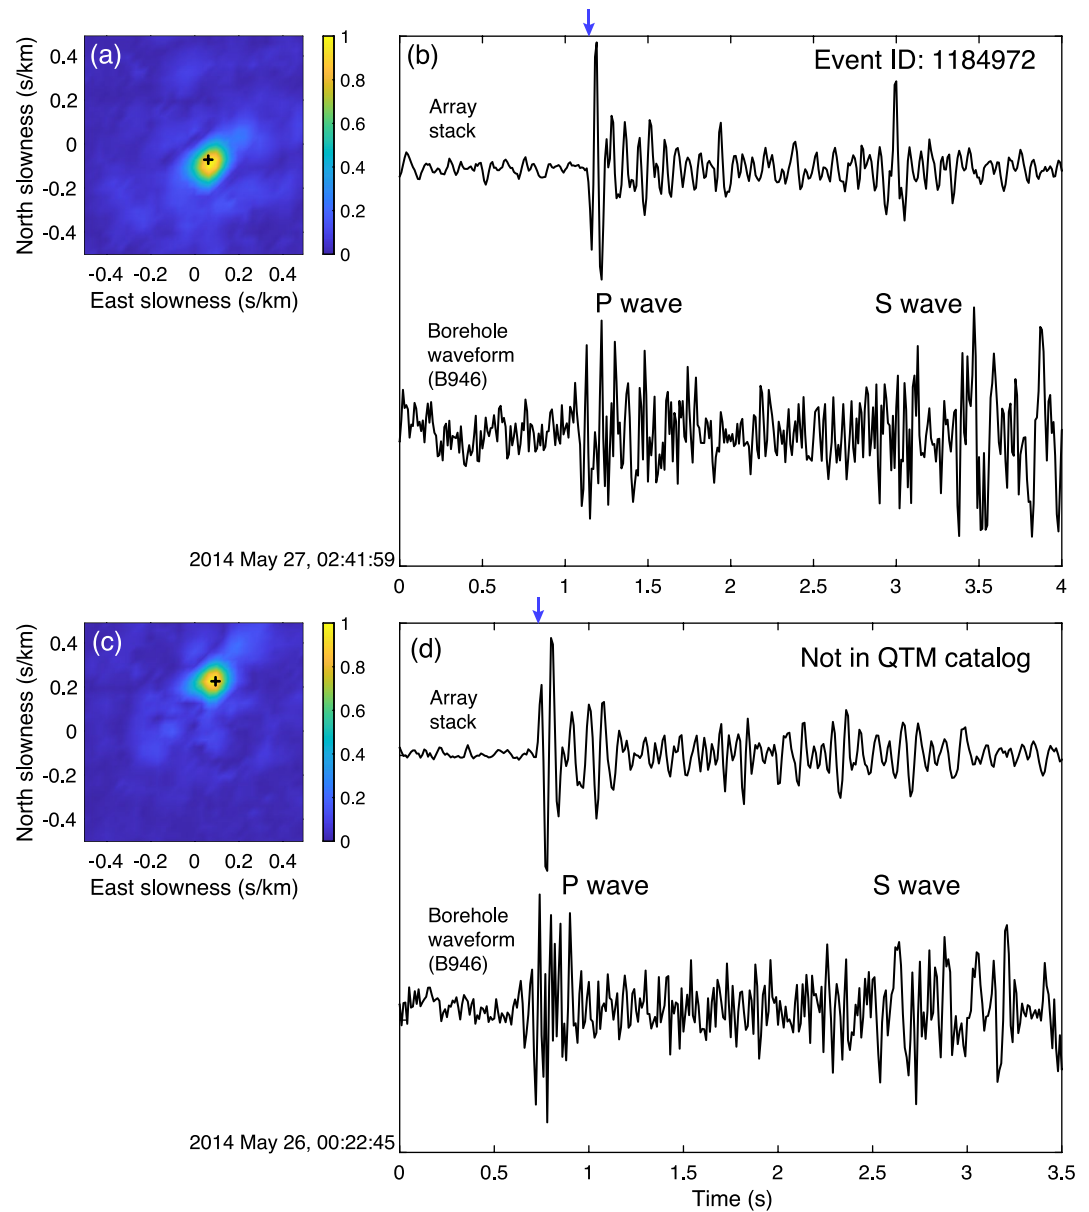 (a)
North slowness (s/km)
0.4
0.2
0
-0.2
-0.4
-0.4 -0.2 0 0.2 0.4
East slowness (s/km)
1
0.8
0.6
0.4
0.2
0
(b)
Event ID: 1184972
Array
stack
P wave
S wave
Borehole
waveform
(B946)
2014 May 27, 02:41:59
0 0.5 1 1.5 2 2.5 3 3.5 4
(c)
North slowness (s/km)
0.4
0.2
0
-0.2
-0.4
-0.4 -0.2 0 0.2 0.4
East slowness (s/km)
1
0.8
0.6
0.4
0.2
0
(d)
Not in QTM catalog
Array
stack
P wave
S wave
Borehole
waveform
(B946)
2014 May 26, 00:22:45
0 0.5 1 1.5 2 2.5 3 3.5
Time (s)